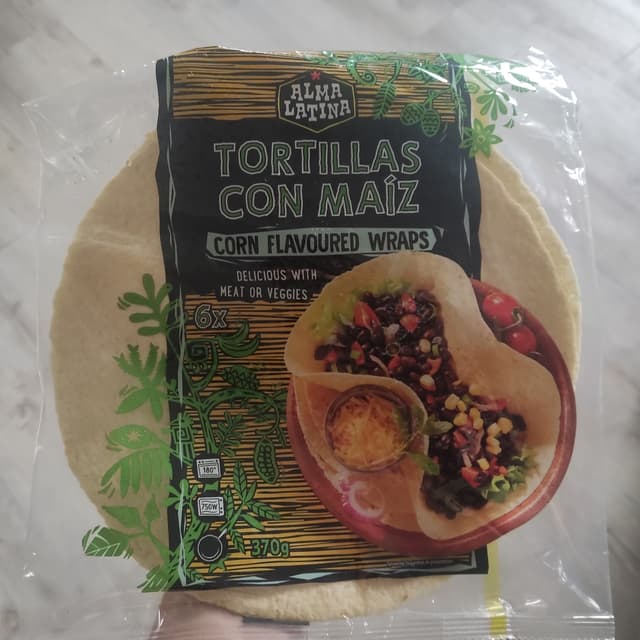 ALMA
LATINA
TORTILLAS
CON MAíZ
CORN FLAVOURED WRAPS
DELICIOUS WITH
MEAT OR VEGGIES
6x
180°
750W
370g